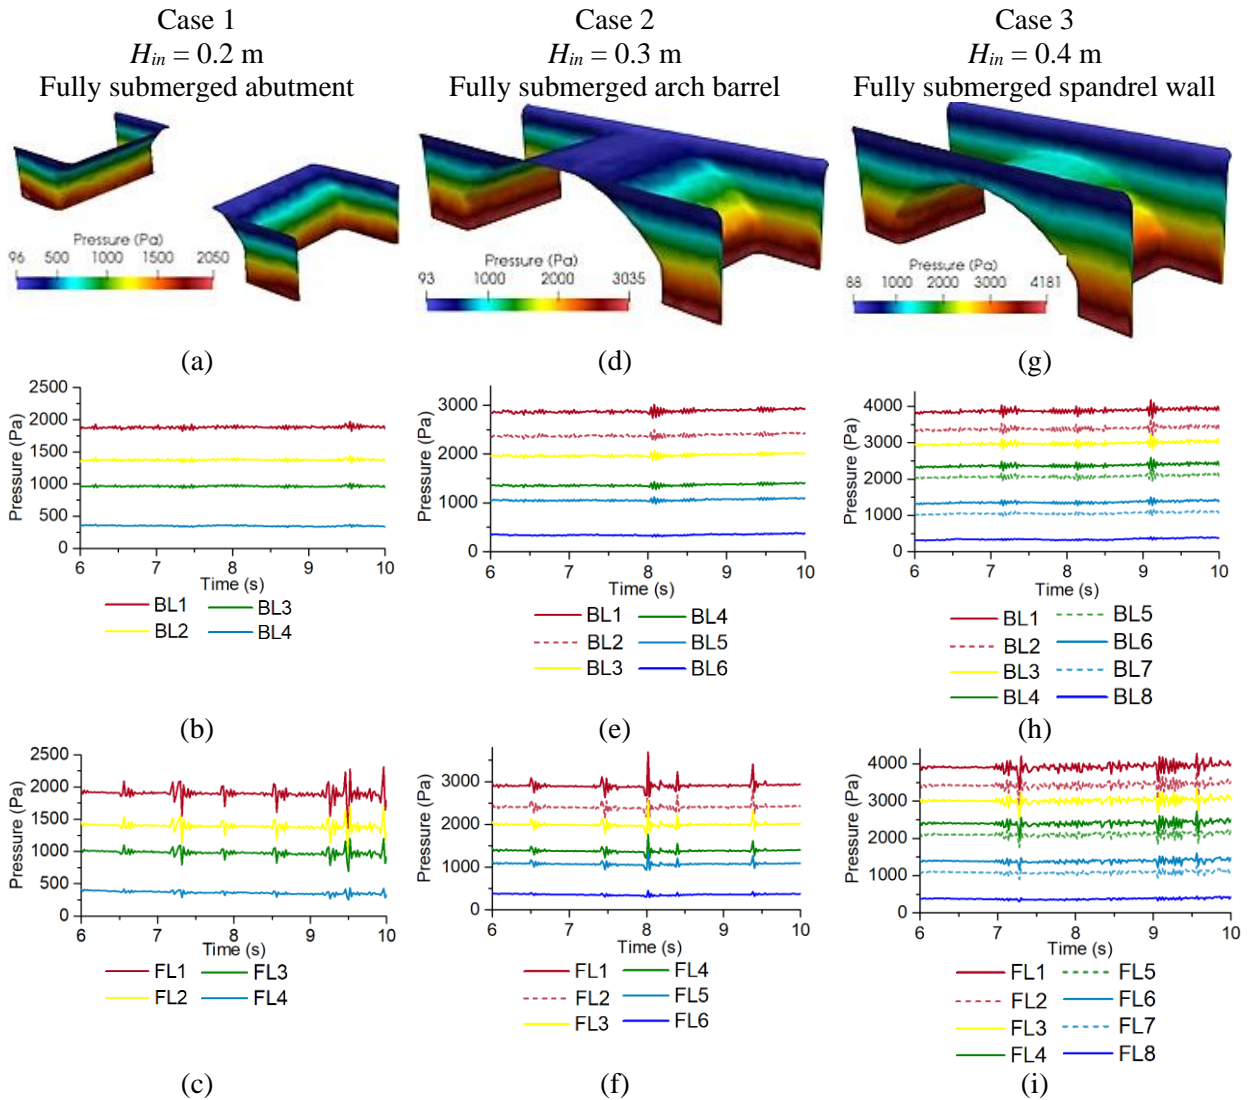 Case 1
H_in = 0.2 m
Fully submerged abutment
Case 2
H_in = 0.3 m
Fully submerged arch barrel
Case 3
H_in = 0.4 m
Fully submerged spandrel wall
Pressure (Pa)
96 500 1000 1500 2050
Pressure (Pa)
93 1000 2000 3035
Pressure (Pa)
88 1000 2000 3000 4181
(a)
(d)
(g)
Pressure (Pa)
2500
2000
1500
1000
500
0
6 7 8 9 10
Time (s)
BL1 BL3
BL2 BL4
Pressure (Pa)
3000
2000
1000
0
6 7 8 9 10
Time (s)
BL1 BL4
BL2 BL5
BL3 BL6
Pressure (Pa)
4000
3000
2000
1000
0
6 7 8 9 10
Time (s)
BL1 BL5
BL2 BL6
BL3 BL7
BL4 BL8
(b)
(e)
(h)
Pressure (Pa)
2500
2000
1500
1000
500
0
6 7 8 9 10
Time (s)
FL1 FL3
FL2 FL4
Pressure (Pa)
3000
2000
1000
0
6 7 8 9 10
Time (s)
FL1 FL4
FL2 FL5
FL3 FL6
Pressure (Pa)
4000
3000
2000
1000
0
6 7 8 9 10
Time (s)
FL1 FL5
FL2 FL6
FL3 FL7
FL4 FL8
(c)
(f)
(i)